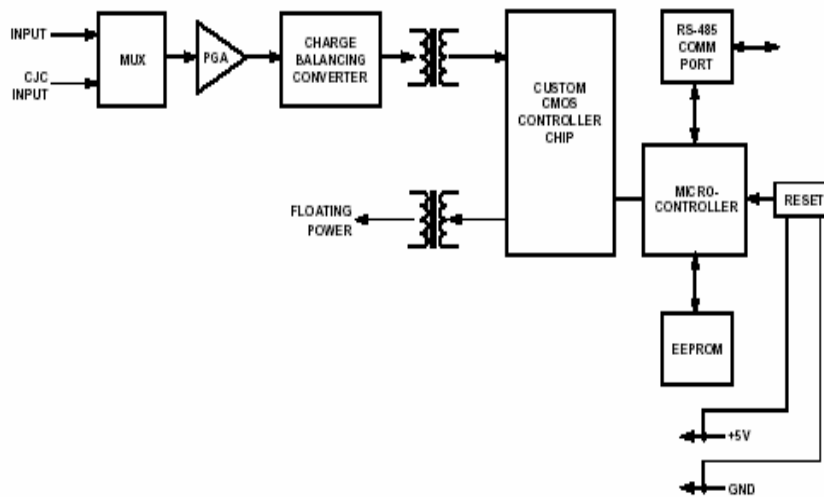 INPUT
CJC
INPUT
MUX
PGA
CHARGE
BALANCING
CONVERTER
CUSTOM
CMOS
CONTROLLER
CHIP
RS-485
COMM
PORT
MICRO-
CONTROLLER
RESET
FLOATING
POWER
EEPROM
+5V
GND